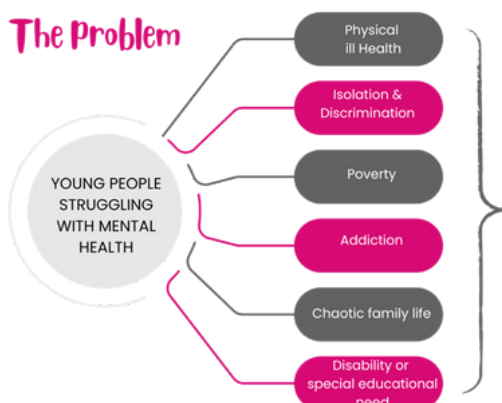 The Problem
Physical
ill Health
Isolation &
Discrimination
YOUNG PEOPLE
STRUGGLING
WITH MENTAL
HEALTH
Poverty
Addiction
Chaotic family life
Disability or
special educational
need